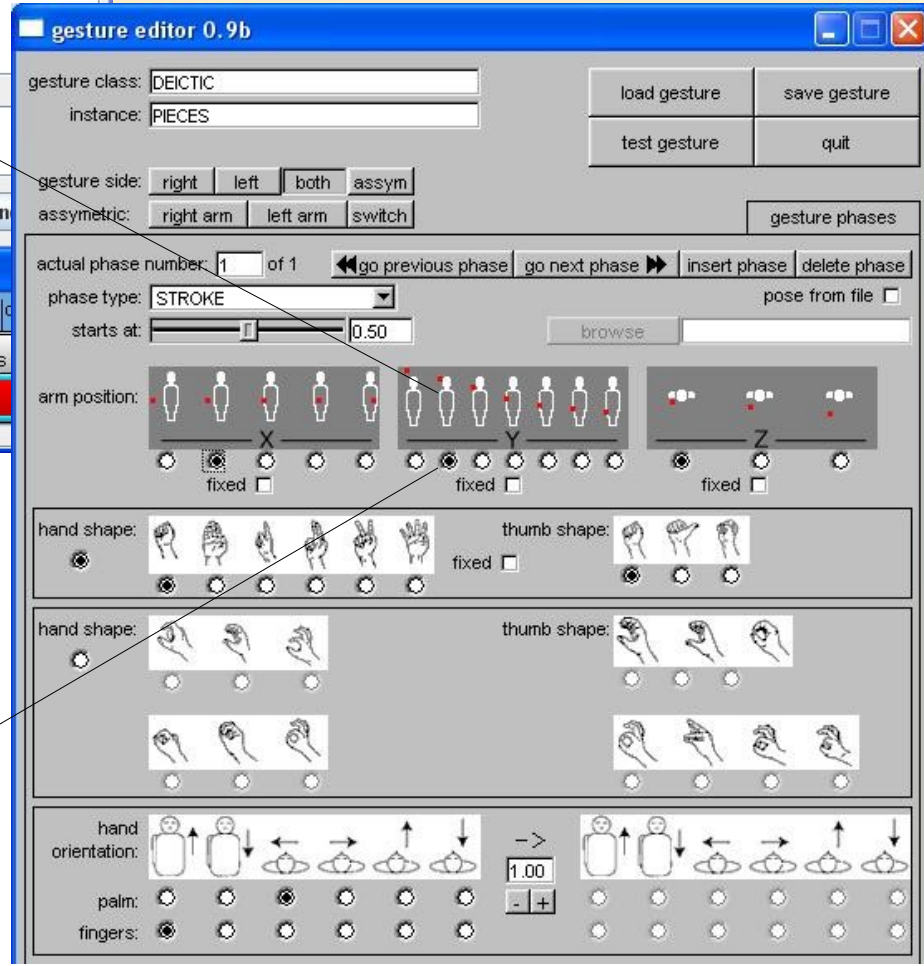 gesture editor 0.9b
gesture class: DEICTIC
load gesture save gesture
instance: PIECES
test gesture quit
gesture side: right left both assym
assymetric: right arm left arm switch
gesture phases
actual phase number: 1 of 1 go previous phase go next phase insert phase delete phase
phase type: STROKE pose from file
starts at: 0.50 browse
arm position:
X Y Z
fixed fixed fixed
hand shape: thumb shape:
fixed
hand shape: thumb shape:
hand orientation: -->
1.00
palm: - +
fingers: